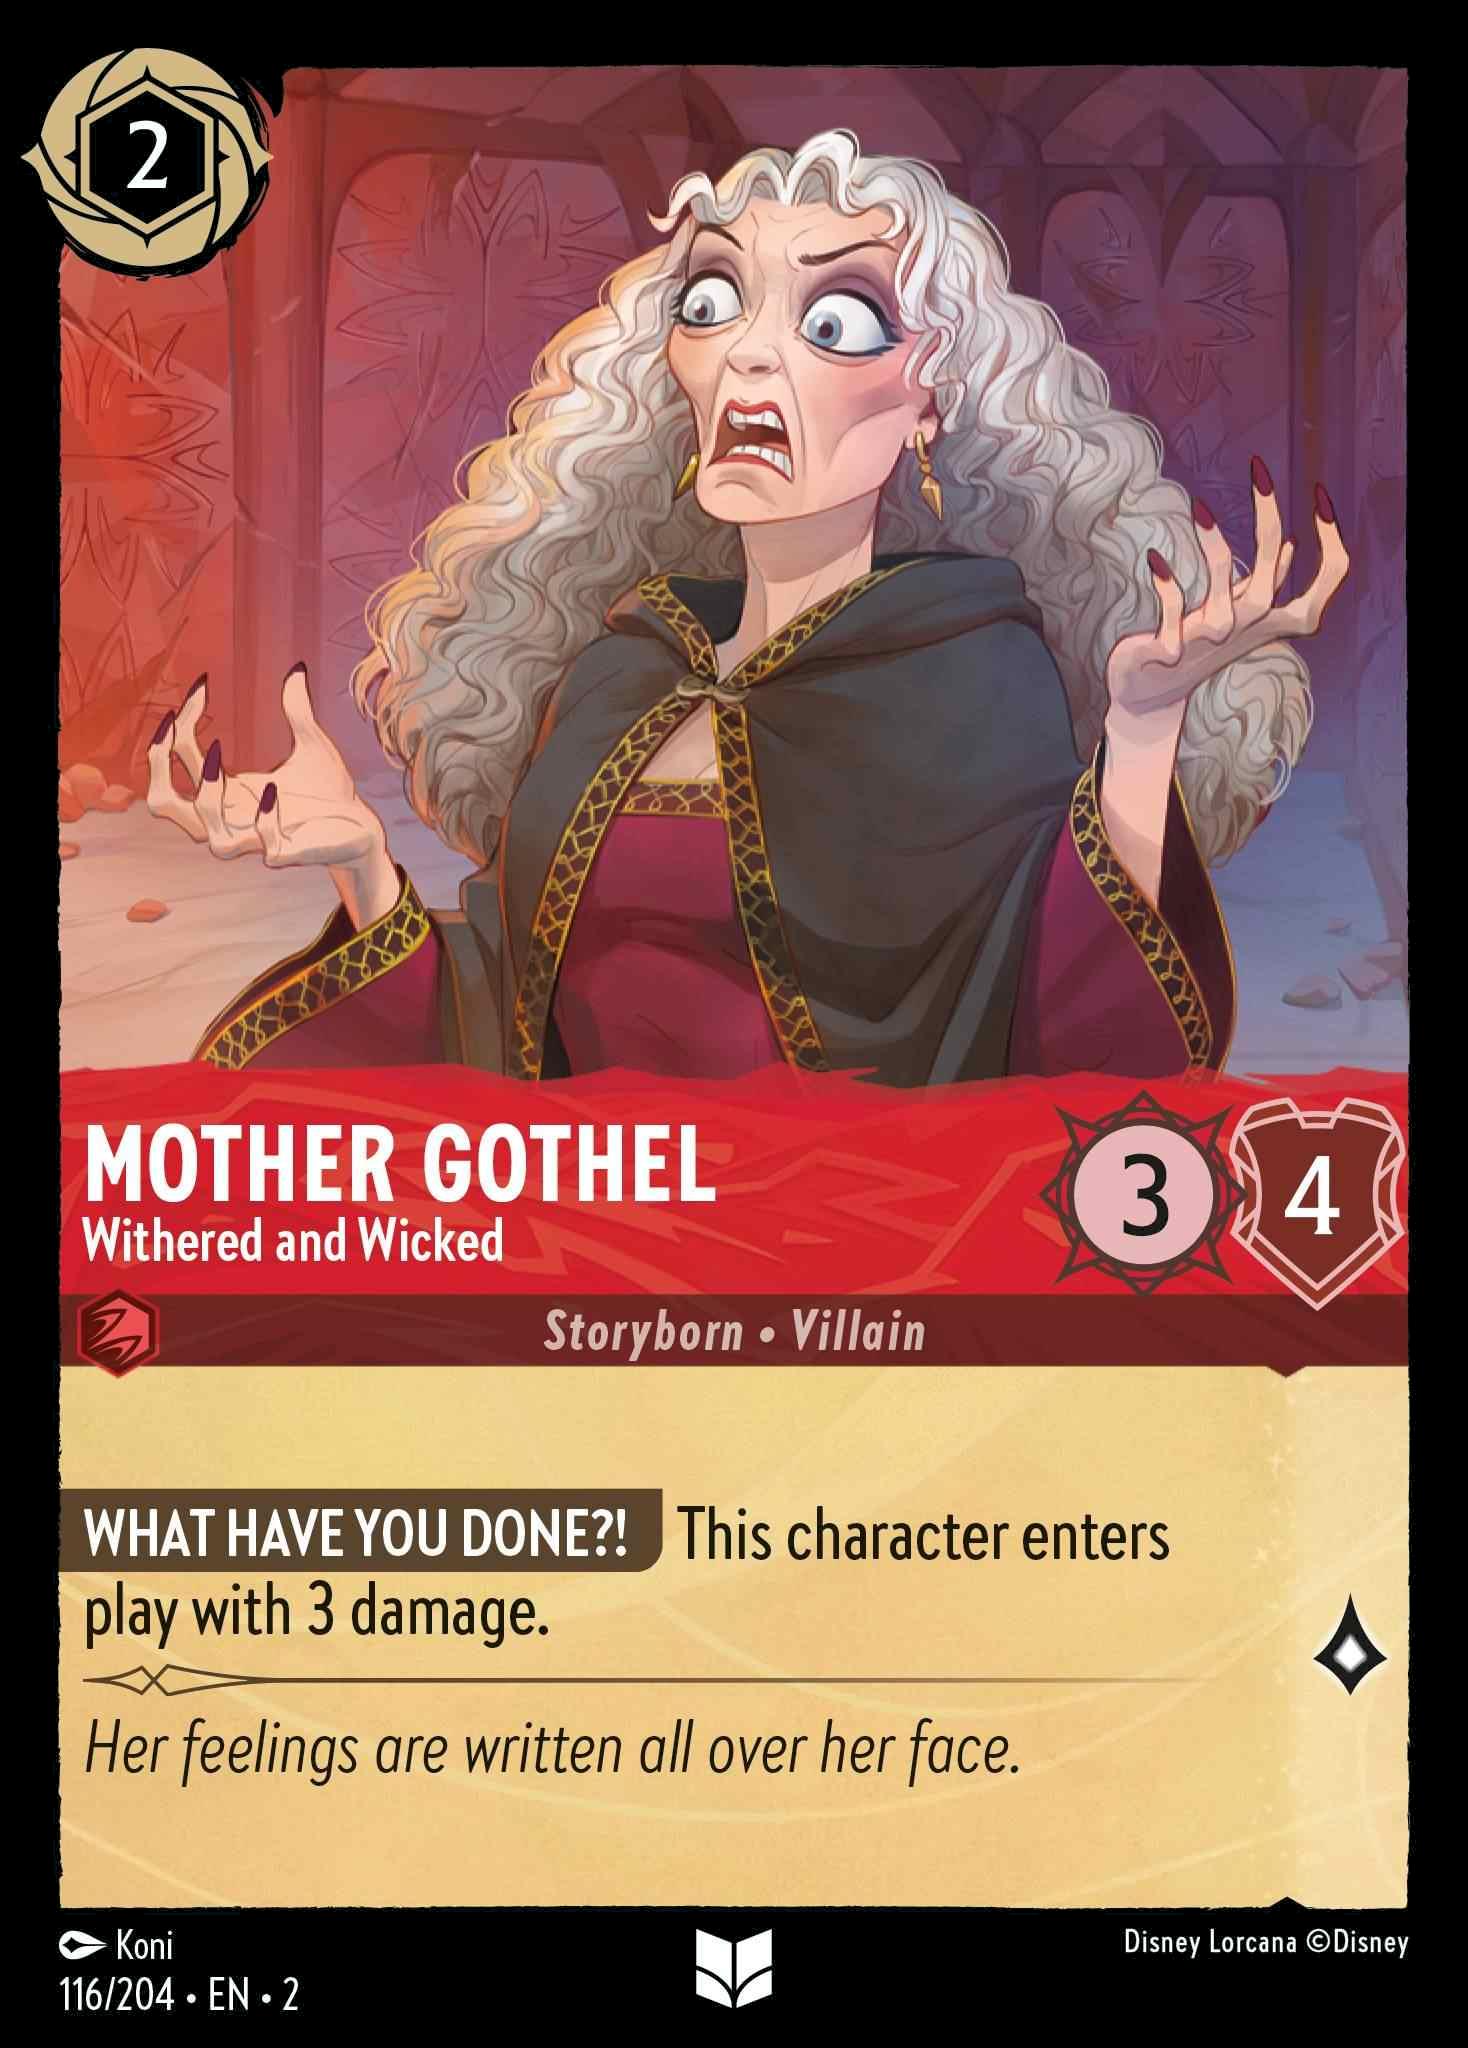 2
MOTHER GOTHEL
Withered and Wicked
3
4
Storyborn • Villain
WHAT HAVE YOU DONE?! This character enters
play with 3 damage.
Her feelings are written all over her face.
Koni
Disney Lorcana ©Disney
116/204 • EN • 2